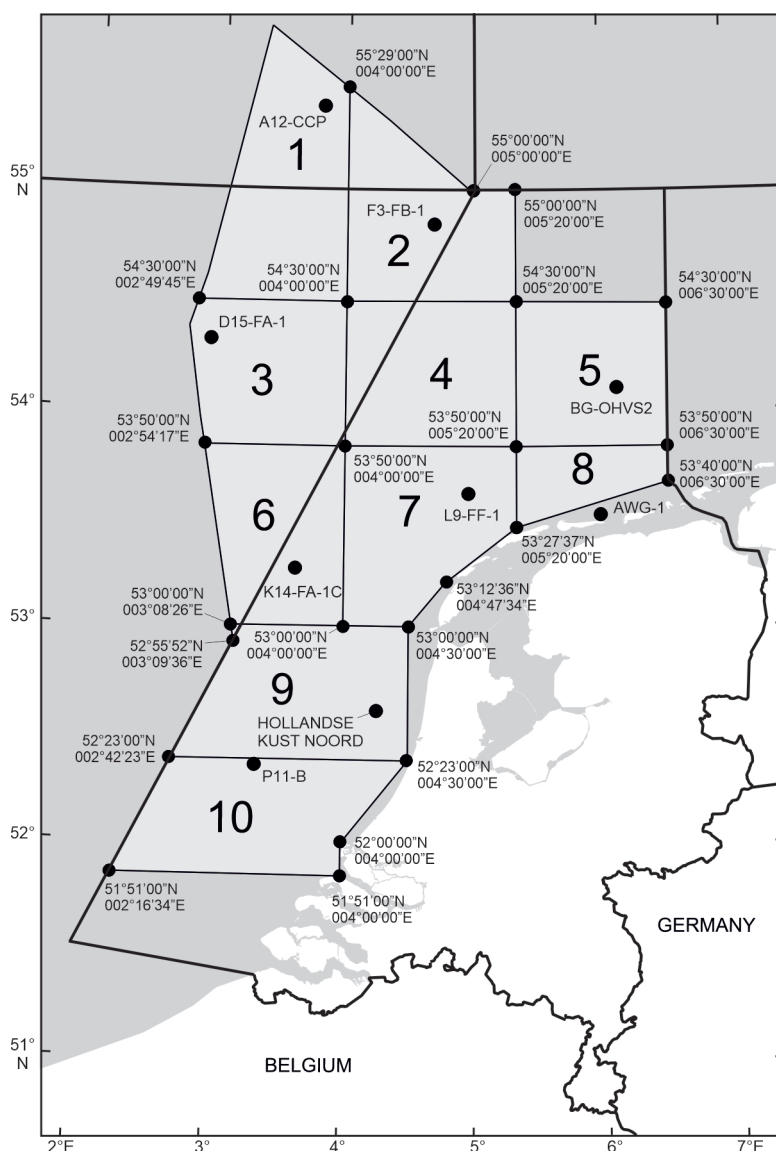 55°29'00"N
004°00'00"E
A12-CCP
1
55°00'00"N
005°00'00"E
55°
N
F3-FB-1
55°00'00"N
005°20'00"E
2
54°30'00"N
002°49'45"E
54°30'00"N
004°00'00"E
54°30'00"N
005°20'00"E
54°30'00"N
006°30'00"E
D15-FA-1
3
4
5
54°
BG-OHVS2
53°50'00"N
002°54'17"E
53°50'00"N
005°20'00"E
53°50'00"N
006°30'00"E
53°50'00"N
004°00'00"E
8
53°40'00"N
006°30'00"E
6
7
L9-FF-1
AWG-1
53°27'37"N
005°20'00"E
K14-FA-1C
53°12'36"N
004°47'34"E
53°00'00"N
003°08'26"E
53°
52°55'52"N
003°09'36"E
53°00'00"N
004°00'00"E
53°00'00"N
004°30'00"E
9
HOLLANDSE
KUST NOORD
52°23'00"N
002°42'23"E
P11-B
52°23'00"N
004°30'00"E
10
52°
52°00'00"N
004°00'00"E
51°51'00"N
002°16'34"E
51°51'00"N
004°00'00"E
GERMANY
51°
N
BELGIUM
2°E
3°
4°
5°
6°
7°E